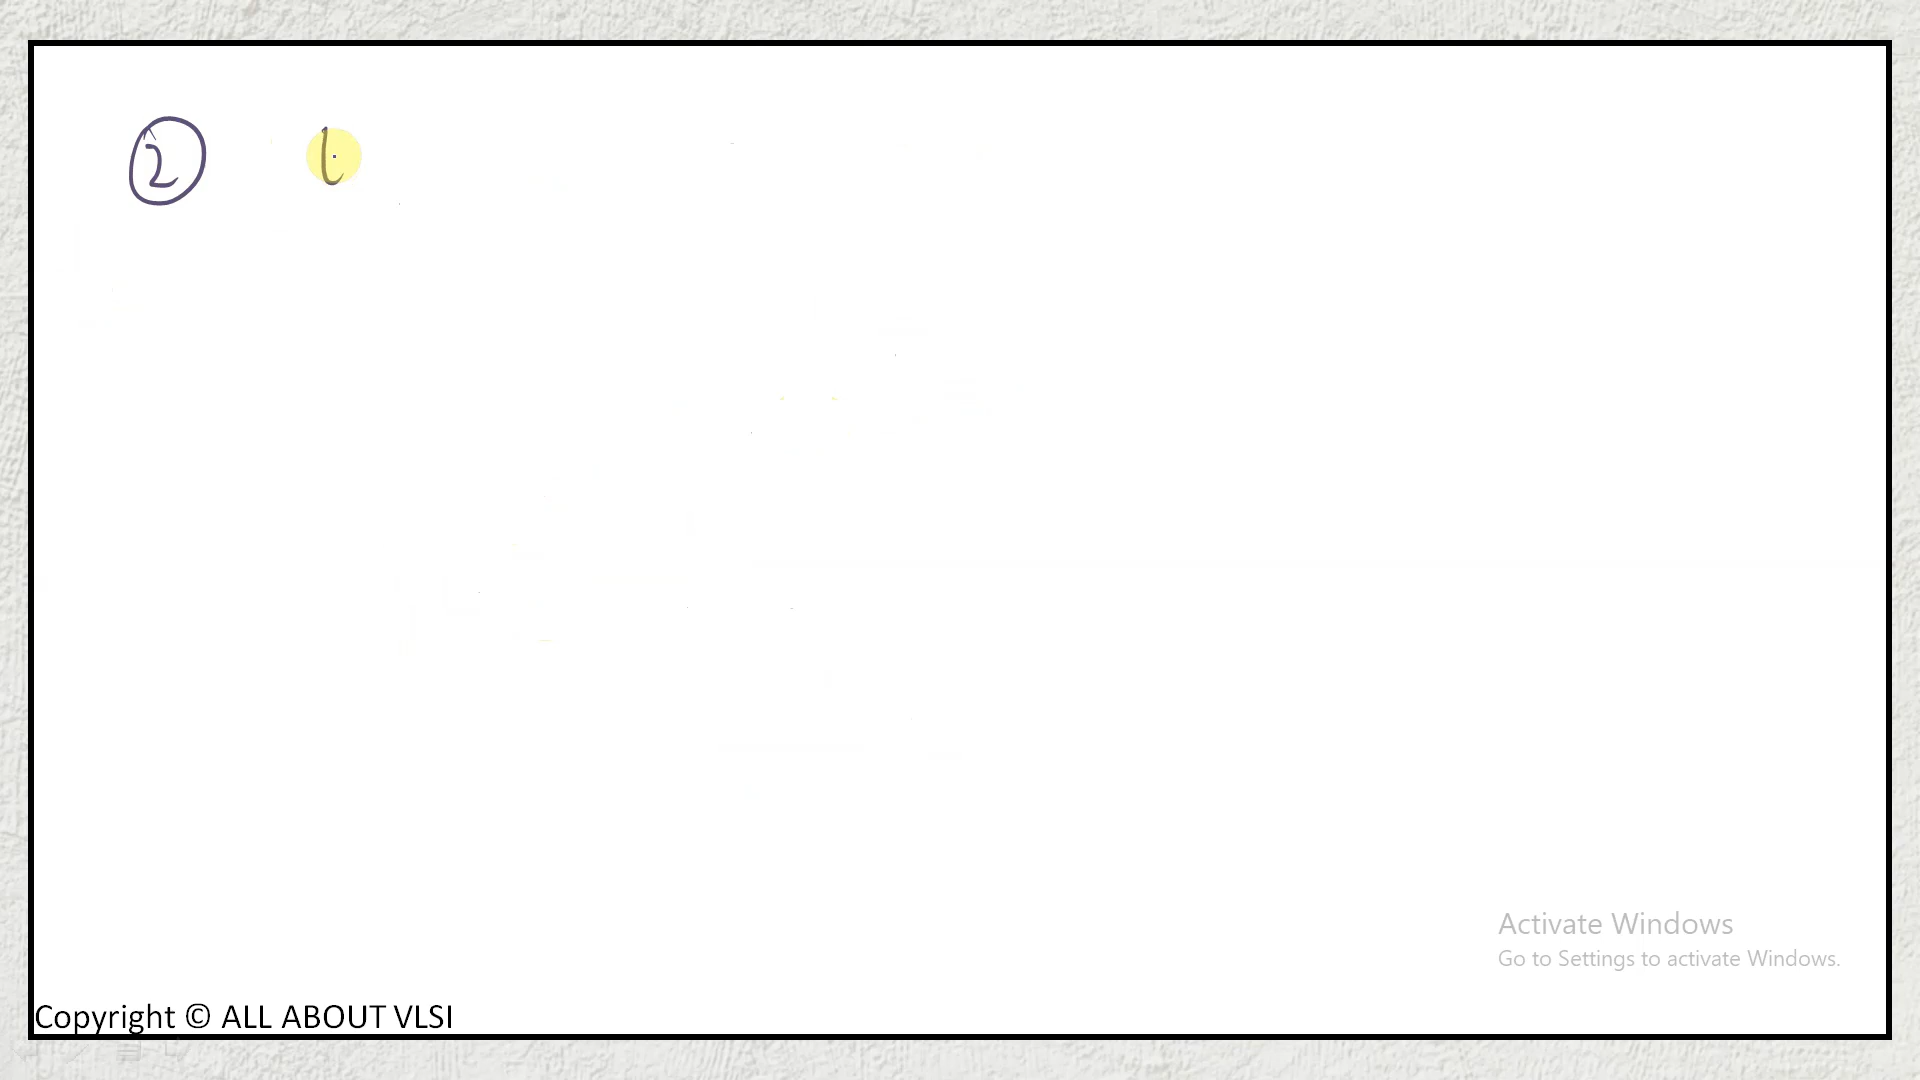 2 t
Activate Windows
Go to Settings to activate Windows.
Copyright © ALL ABOUT VLSI